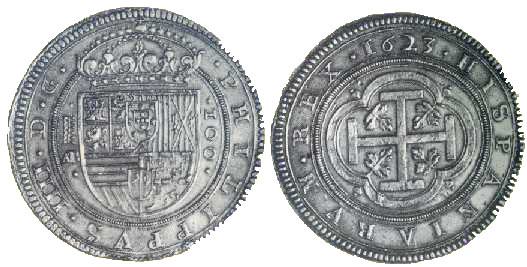 PHILIPPVS · IIII · D · G ·
· 100 ·
· 1623 · HISPANIARVM · REX